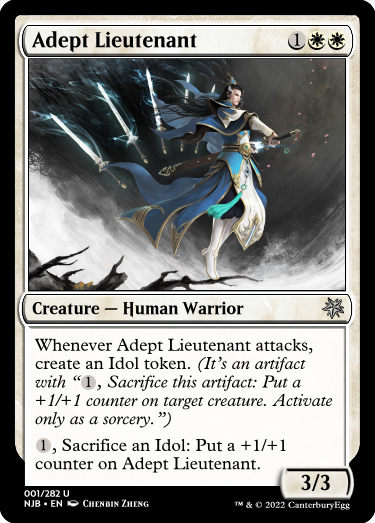 Adept Lieutenant 1
Creature — Human Warrior
Whenever Adept Lieutenant attacks,
create an Idol token. (It's an artifact
with “1, Sacrifice this artifact: Put a
+1/+1 counter on target creature. Activate
only as a sorcery.”)
1, Sacrifice an Idol: Put a +1/+1
counter on Adept Lieutenant.
3/3
001/282 U
NJB • EN Chenbin Zheng
™ & © 2022 CanterburyEgg